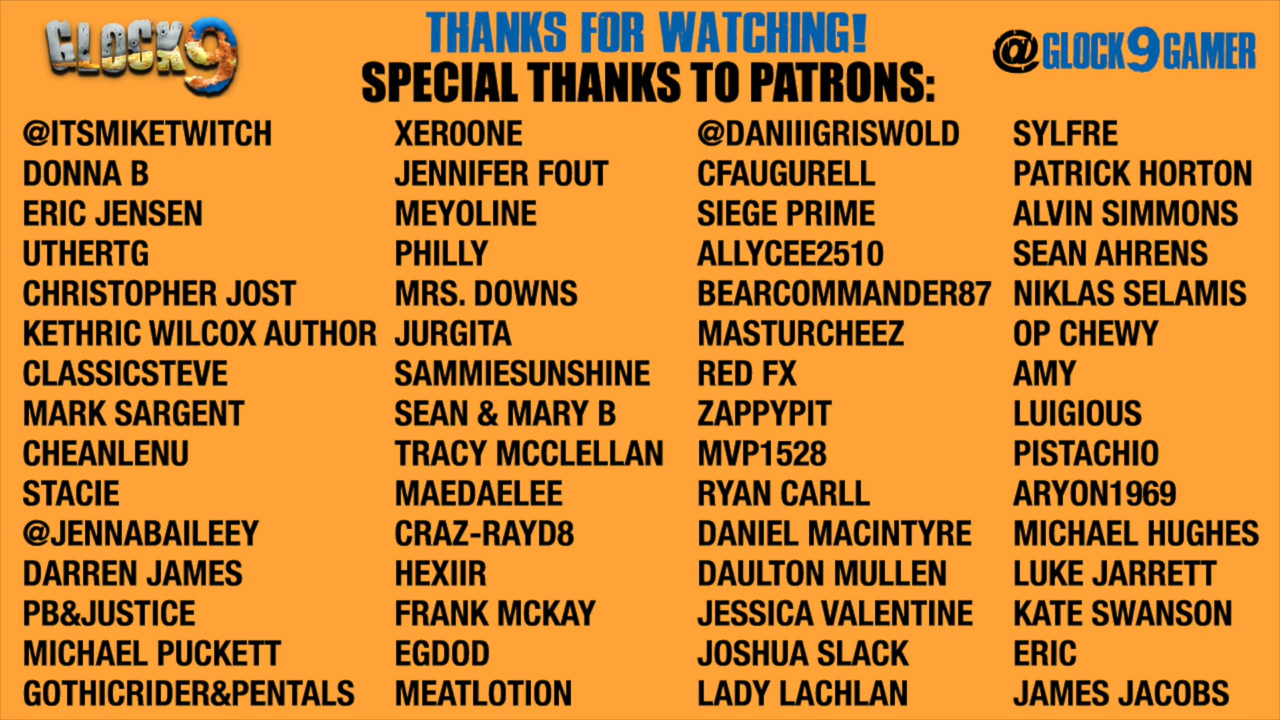 GLOCK9
THANKS FOR WATCHING!
@GLOCK9GAMER
SPECIAL THANKS TO PATRONS:
@ITSMIKETWITCH
DONNA B
ERIC JENSEN
UTHERTG
CHRISTOPHER JOST
KETHRIC WILCOX AUTHOR
CLASSICSTEVE
MARK SARGENT
CHEANLENU
STACIE
@JENNABAILEEY
DARREN JAMES
PB&JUSTICE
MICHAEL PUCKETT
GOTHICRIDER&PENTALS
XER0ONE
JENNIFER FOUT
MEYOLINE
PHILLY
MRS. DOWNS
JURGITA
SAMMIESUNSHINE
SEAN & MARY B
TRACY MCCLELLAN
MAEDAELEE
CRAZ-RAYD8
HEXIIR
FRANK MCKAY
EGDOD
MEATLOTION
@DANIIIGRISWOLD
CFAUGURELL
SIEGE PRIME
ALLYCEE2510
BEARCOMMANDER87
MASTURCHEEZ
RED FX
ZAPPYPIT
MVP1528
RYAN CARLL
DANIEL MACINTYRE
DAULTON MULLEN
JESSICA VALENTINE
JOSHUA SLACK
LADY LACHLAN
SYLFRE
PATRICK HORTON
ALVIN SIMMONS
SEAN AHRENS
NIKLAS SELAMIS
OP CHEWY
AMY
LUIGIOUS
PISTACHIO
ARYON1969
MICHAEL HUGHES
LUKE JARRETT
KATE SWANSON
ERIC
JAMES JACOBS